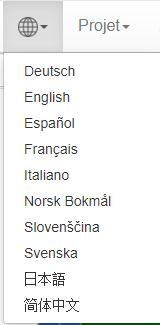 Projet
Deutsch
English
Español
Français
Italiano
Norsk Bokmål
Slovenščina
Svenska
日本語
简体中文